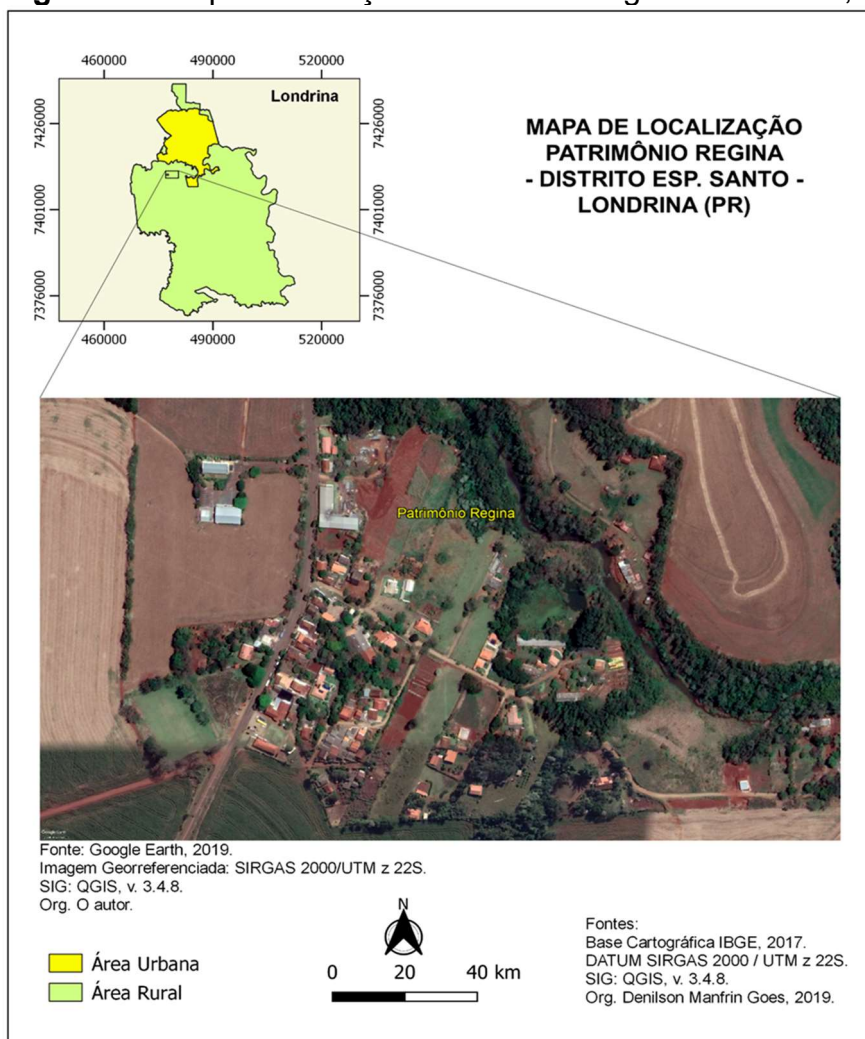 460000 490000 520000
Londrina
7426000 7426000
7401000 7401000
7376000 7376000
460000 490000 520000
MAPA DE LOCALIZAÇÃO
PATRIMÔNIO REGINA
- DISTRITO ESP. SANTO -
LONDRINA (PR)
Patrimônio Regina
Google Earth
Fonte: Google Earth, 2019.
Imagem Georreferenciada: SIRGAS 2000/UTM z 22S.
SIG: QGIS, v. 3.4.8.
Org. O autor.
Área Urbana
Área Rural
N
0 20 40 km
Fontes:
Base Cartográfica IBGE, 2017.
DATUM SIRGAS 2000 / UTM z 22S.
SIG: QGIS, v. 3.4.8.
Org. Denilson Manfrin Goes, 2019.